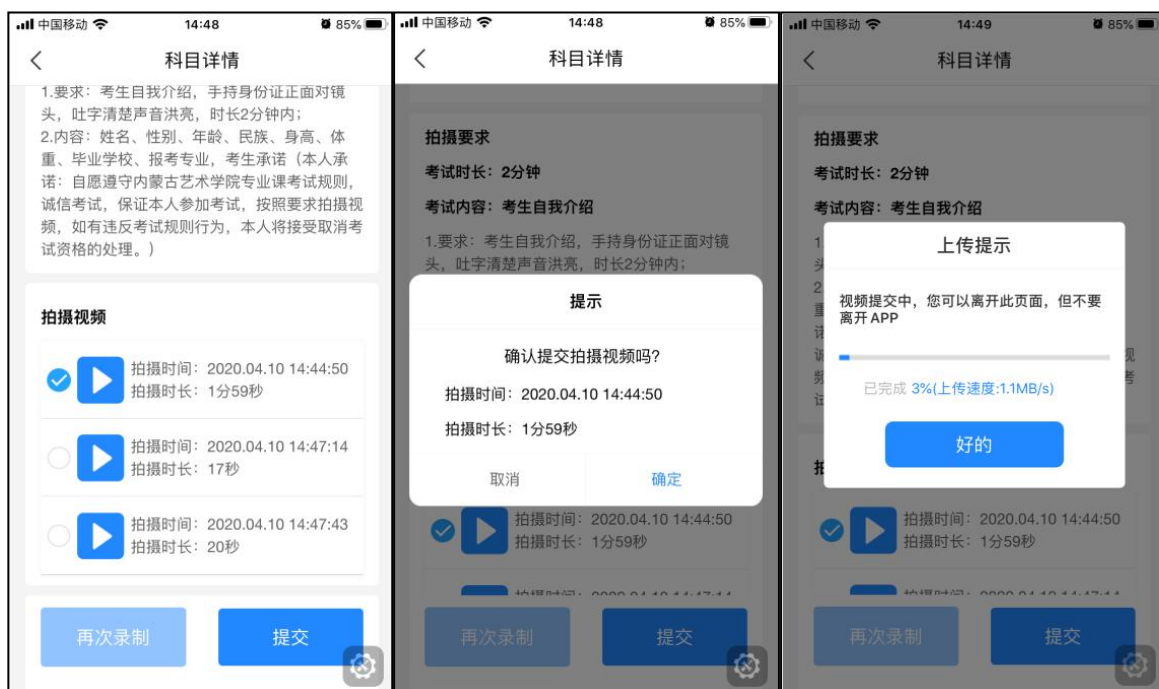 中国移动 14:48 85%
科目详情
1.要求：考生自我介绍，手持身份证正面对镜
头，吐字清楚声音洪亮，时长2分钟内；
2.内容：姓名、性别、年龄、民族、身高、体
重、毕业学校、报考专业，考生承诺（本人承
诺：自愿遵守内蒙古艺术学院专业课考试规则，
诚信考试，保证本人参加考试，按照要求拍摄视
频，如有违反考试规则行为，本人将接受取消考
试资格的处理。）
拍摄视频
拍摄时间：2020.04.10 14:44:50
拍摄时长：1分59秒
拍摄时间：2020.04.10 14:47:14
拍摄时长：17秒
拍摄时间：2020.04.10 14:47:43
拍摄时长：20秒
再次录制 提交
中国移动 14:48 85%
科目详情
拍摄要求
考试时长：2分钟
考试内容：考生自我介绍
1.要求：考生自我介绍，手持身份证正面对镜
头，吐字清楚声音洪亮，时长2分钟内；
提示
确认提交拍摄视频吗?
拍摄时间：2020.04.10 14:44:50
拍摄时长：1分59秒
取消 确定
拍摄时间：2020.04.10 14:44:50
拍摄时长：1分59秒
拍摄时间：2020.04.10 14:47:14
再次录制 提交
中国移动 14:49 85%
科目详情
拍摄要求
考试时长：2分钟
考试内容：考生自我介绍
上传提示
视频提交中，您可以离开此页面，但不要
离开APP
已完成 3%(上传速度:1.1MB/s)
好的
拍摄时间：2020.04.10 14:44:50
拍摄时长：1分59秒
拍摄时间：2020.04.10 14:47:14
再次录制 提交